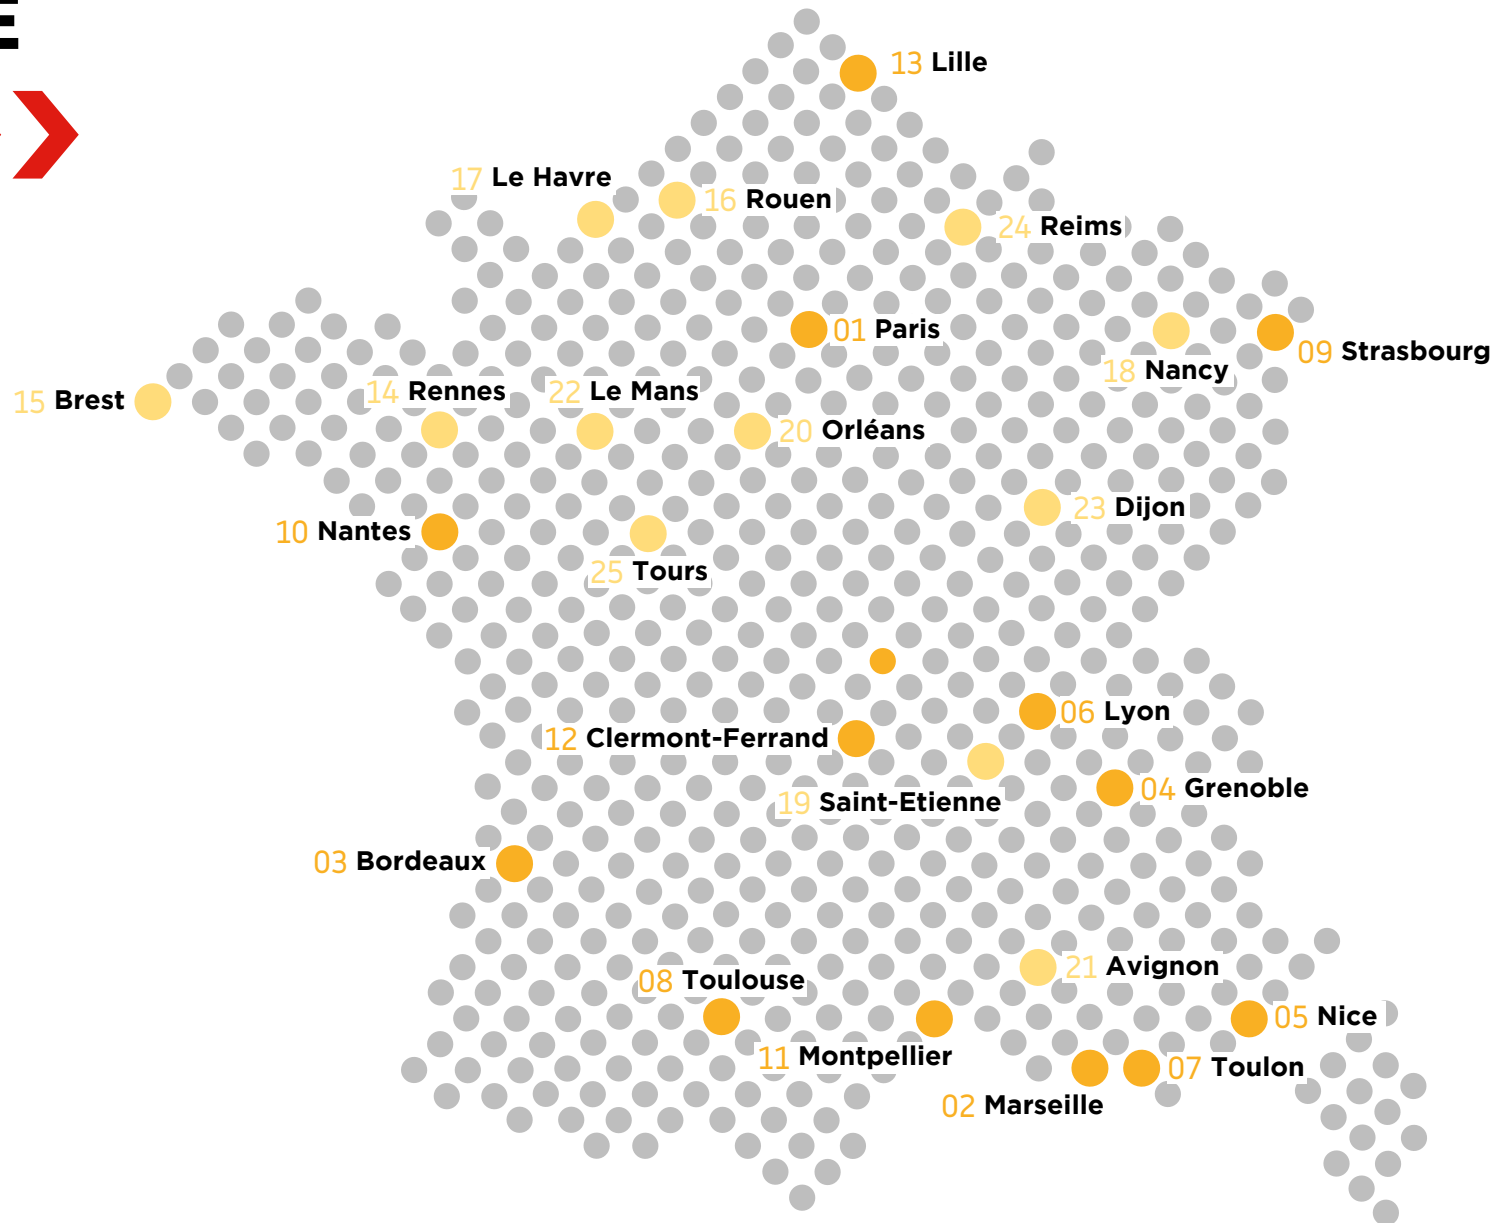 13 Lille
17 Le Havre
16 Rouen
24 Reims
01 Paris
09 Strasbourg
18 Nancy
15 Brest
14 Rennes
22 Le Mans
20 Orléans
23 Dijon
10 Nantes
25 Tours
06 Lyon
12 Clermont-Ferrand
04 Grenoble
19 Saint-Etienne
03 Bordeaux
21 Avignon
08 Toulouse
05 Nice
11 Montpellier
07 Toulon
02 Marseille